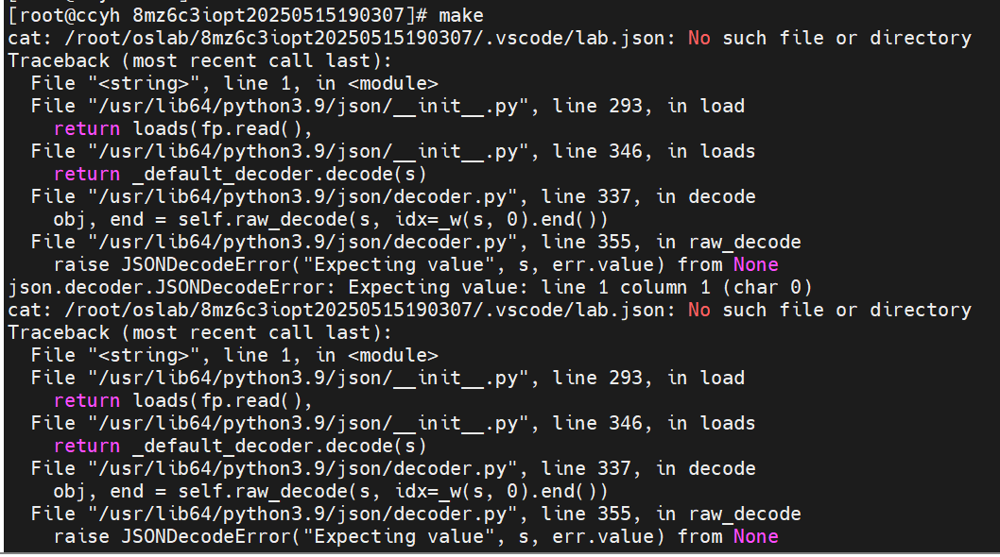 [root@ccyh 8mz6c3iopt20250515190307]# make
cat: /root/oslab/8mz6c3iopt20250515190307/.vscode/lab.json: No such file or directory
Traceback (most recent call last):
  File "<string>", line 1, in <module>
  File "/usr/lib64/python3.9/json/__init__.py", line 293, in load
    return loads(fp.read(),
  File "/usr/lib64/python3.9/json/__init__.py", line 346, in loads
    return _default_decoder.decode(s)
  File "/usr/lib64/python3.9/json/decoder.py", line 337, in decode
    obj, end = self.raw_decode(s, idx=_w(s, 0).end())
  File "/usr/lib64/python3.9/json/decoder.py", line 355, in raw_decode
    raise JSONDecodeError("Expecting value", s, err.value) from None
json.decoder.JSONDecodeError: Expecting value: line 1 column 1 (char 0)
cat: /root/oslab/8mz6c3iopt20250515190307/.vscode/lab.json: No such file or directory
Traceback (most recent call last):
  File "<string>", line 1, in <module>
  File "/usr/lib64/python3.9/json/__init__.py", line 293, in load
    return loads(fp.read(),
  File "/usr/lib64/python3.9/json/__init__.py", line 346, in loads
    return _default_decoder.decode(s)
  File "/usr/lib64/python3.9/json/decoder.py", line 337, in decode
    obj, end = self.raw_decode(s, idx=_w(s, 0).end())
  File "/usr/lib64/python3.9/json/decoder.py", line 355, in raw_decode
    raise JSONDecodeError("Expecting value", s, err.value) from None